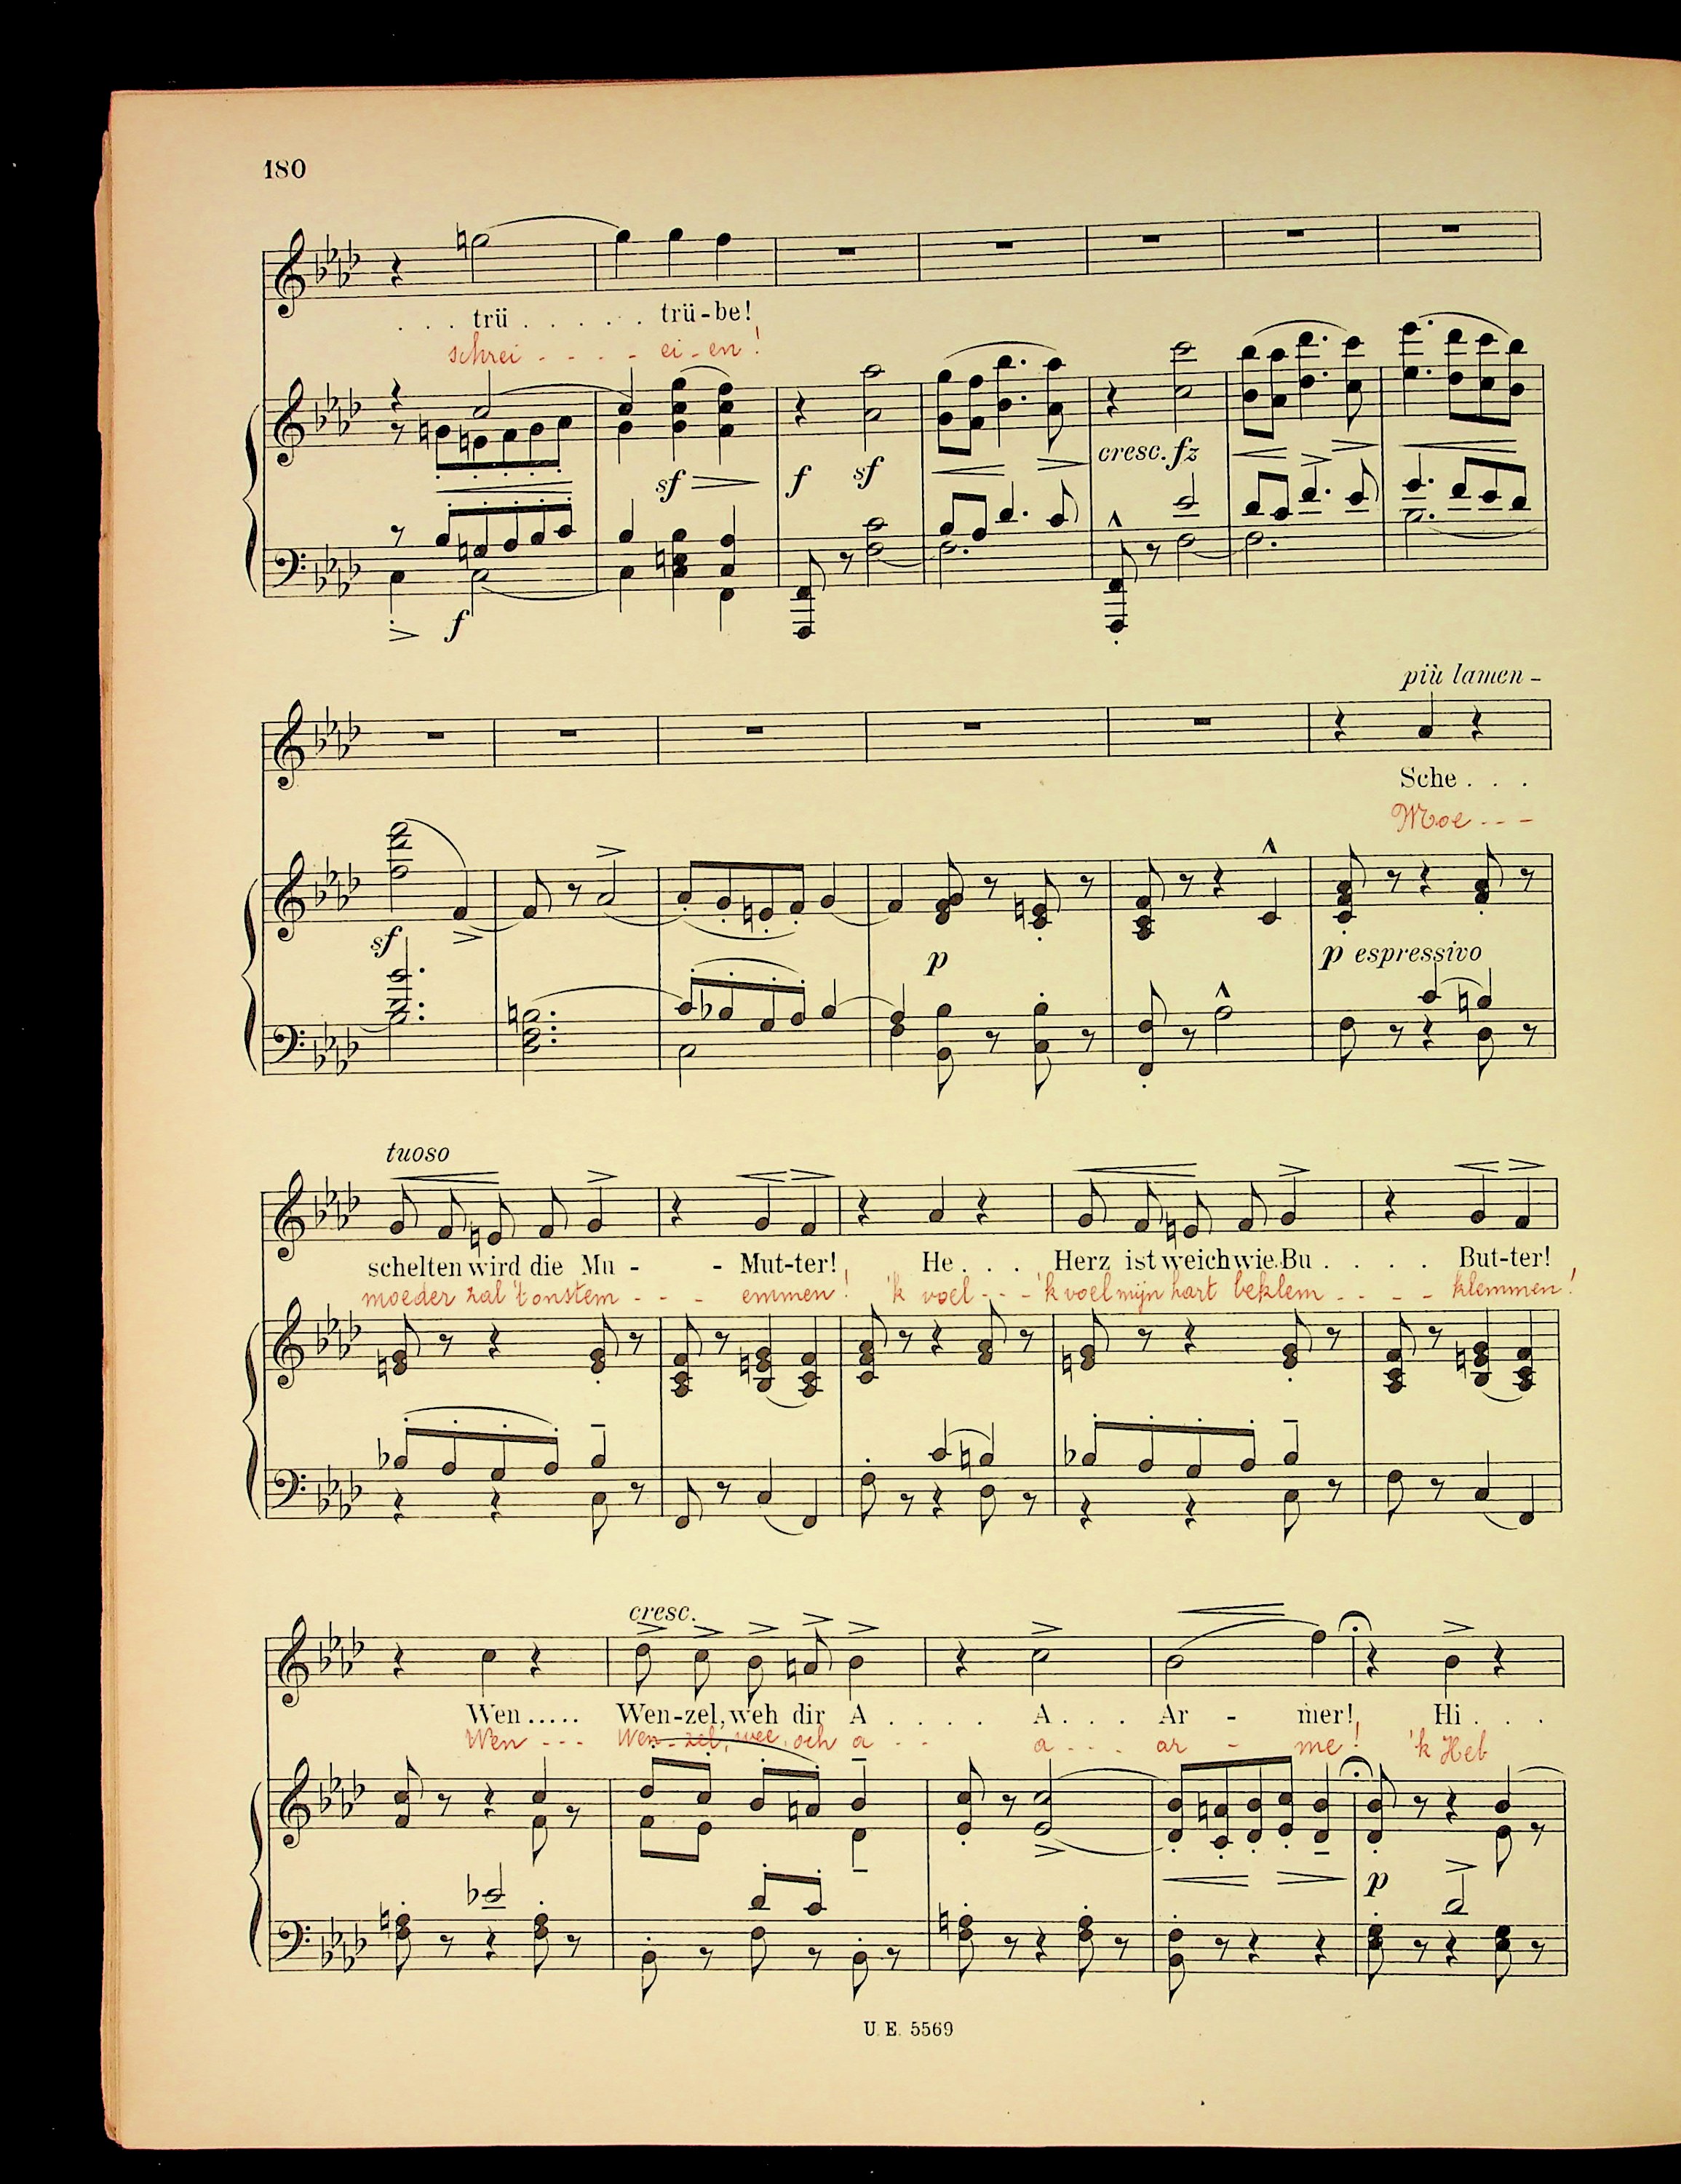 180
. . . trü . . . . . trü-be!
schrei - - - - ei-en!
f sf
sf cresc. fz
f
più lamen-
Sche . . .
Moe - - -
sf
p
p espressivo
tuoso
schelten wird die Mu - - Mut-ter! He . . . Herz ist weich wie Bu . . . . But-ter!
moeder zal 't onstem - - - emmen! 'k voel - - - 'k voel mijn hart beklem - - - - klemmen!
cresc.
Wen ..... Wen-zel, weh dir A . . . . A . . . Ar - mer! Hi . . .
Wen - - - Wen-zel, wee, och a - - a - - - ar - me! 'k Heb
p
U. E. 5569